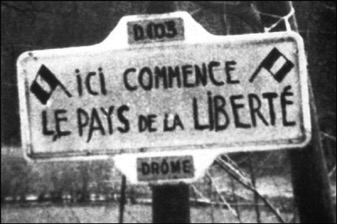 D.103
ICI COMMENCE
LE PAYS DE LA LIBERTÉ
DRÔME